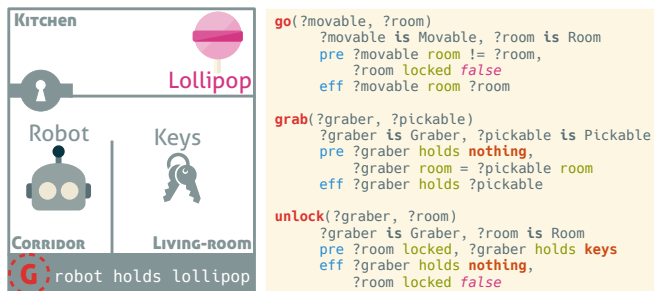 Kitchen
Lollipop
Robot
Keys
Corridor
Living-room
G robot holds lollipop
go(?movable, ?room)
?movable is Movable, ?room is Room
pre ?movable room != ?room,
?room locked false
eff ?movable room ?room
grab(?graber, ?pickable)
?graber is Graber, ?pickable is Pickable
pre ?graber holds nothing,
?graber room = ?pickable room
eff ?graber holds ?pickable
unlock(?graber, ?room)
?graber is Graber, ?room is Room
pre ?room locked, ?graber holds keys
eff ?graber holds nothing,
?room locked false